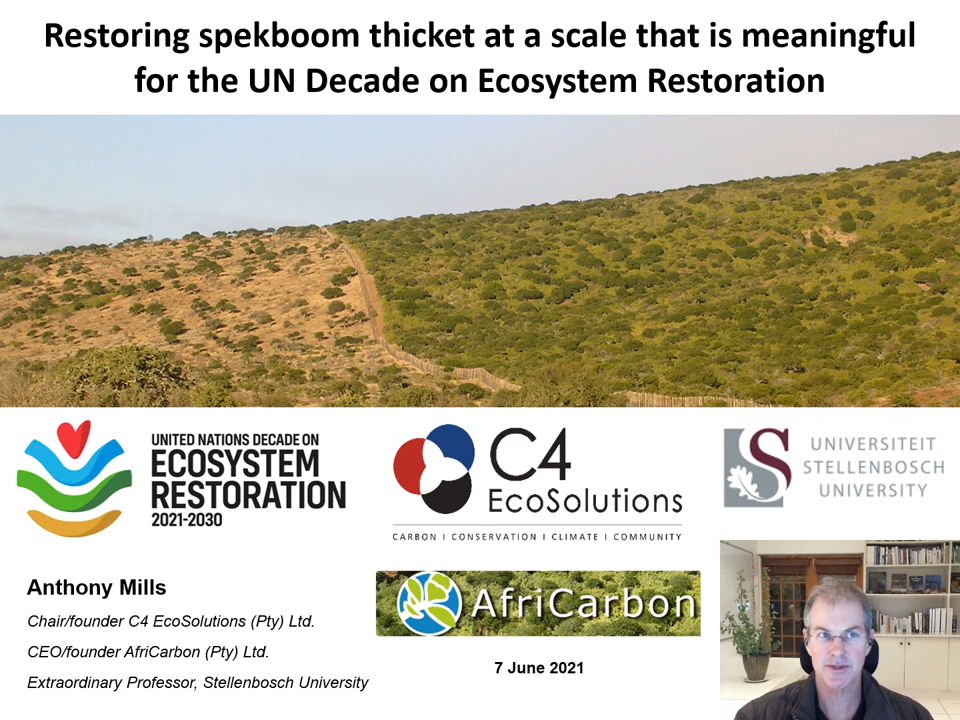 Restoring spekboom thicket at a scale that is meaningful
for the UN Decade on Ecosystem Restoration
UNITED NATIONS DECADE ON
ECOSYSTEM
RESTORATION
2021-2030
C4
EcoSolutions
CARBON | CONSERVATION | CLIMATE | COMMUNITY
UNIVERSITEIT
STELLENBOSCH
UNIVERSITY
Anthony Mills
Chair/founder C4 EcoSolutions (Pty) Ltd.
CEO/founder AfriCarbon (Pty) Ltd.
Extraordinary Professor, Stellenbosch University
AfriCarbon
7 June 2021